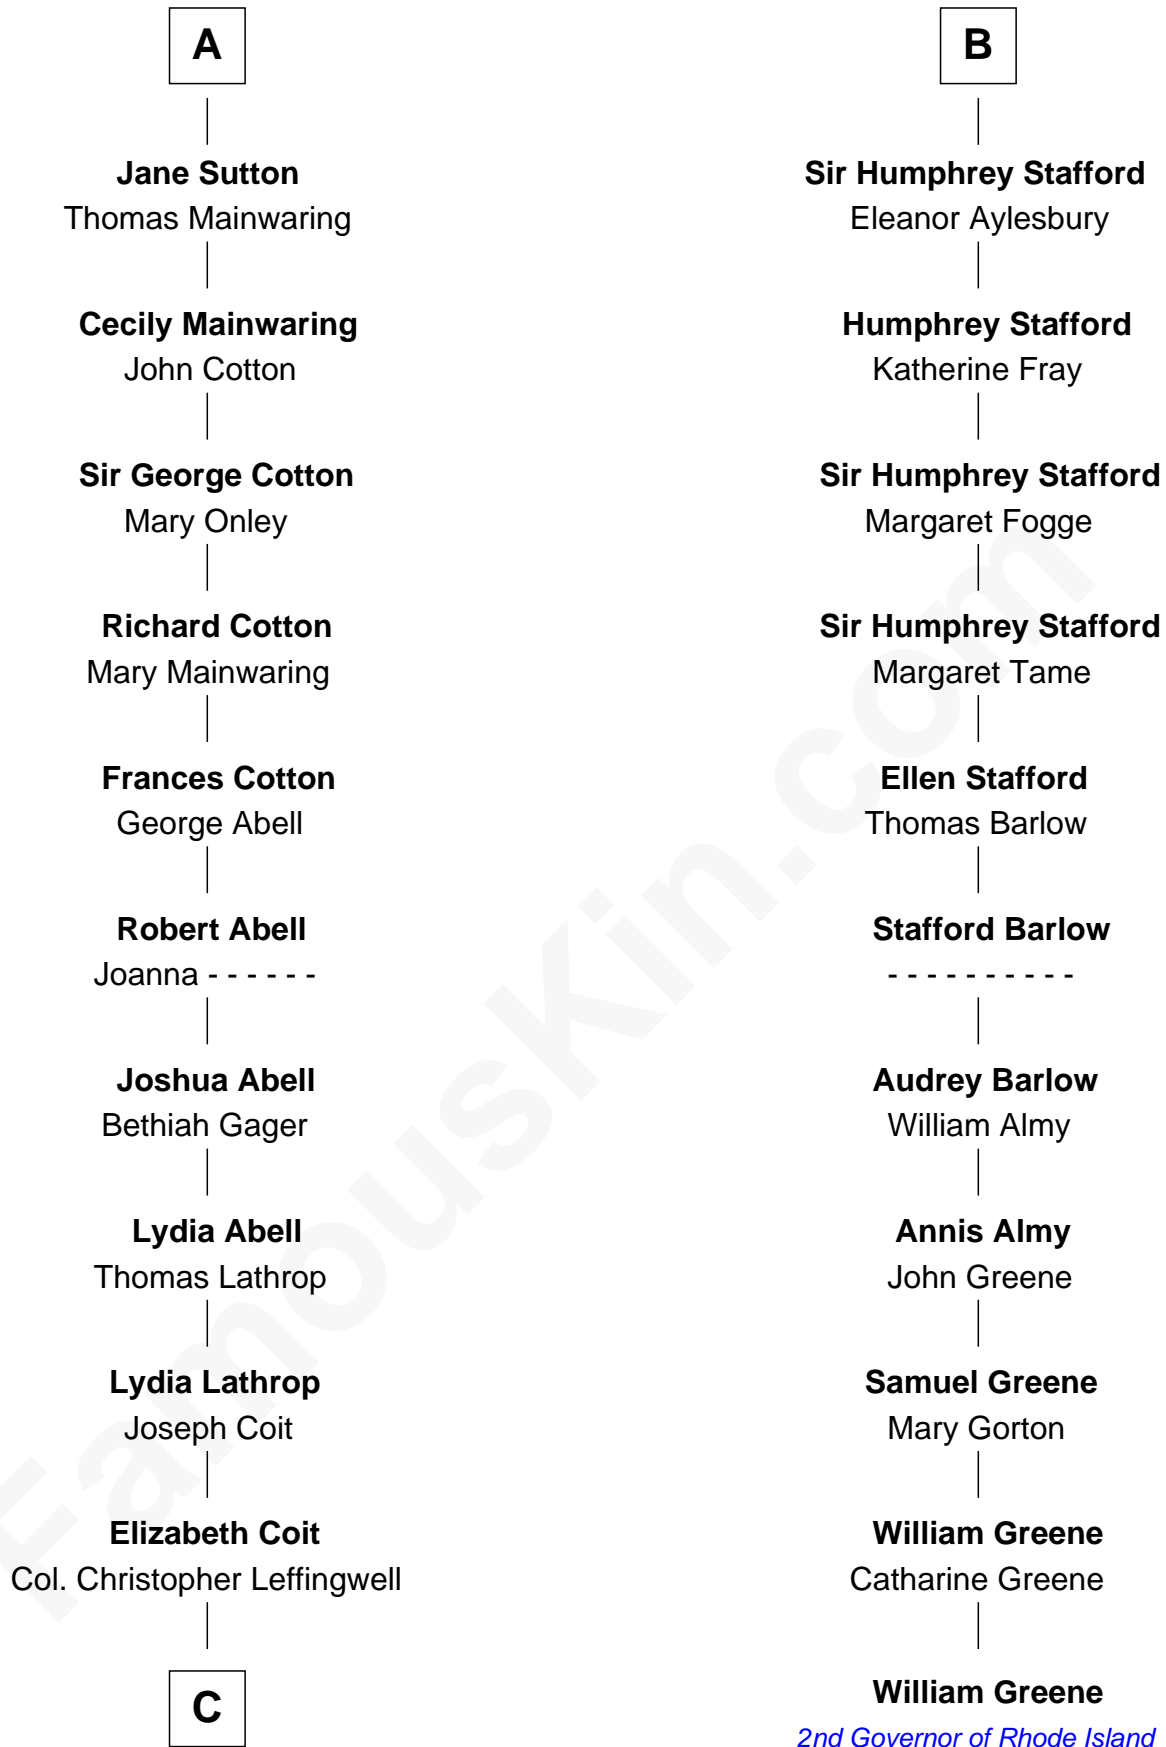 A
Jane Sutton
Thomas Mainwaring
Cecily Mainwaring
John Cotton
Sir George Cotton
Mary Onley
Richard Cotton
Mary Mainwaring
Frances Cotton
George Abell
Robert Abell
Joanna - - - - - -
Joshua Abell
Bethiah Gager
Lydia Abell
Thomas Lathrop
Lydia Lathrop
Joseph Coit
Elizabeth Coit
Col. Christopher Leffingwell
C
B
Sir Humphrey Stafford
Eleanor Aylesbury
Humphrey Stafford
Katherine Fray
Sir Humphrey Stafford
Margaret Fogge
Sir Humphrey Stafford
Margaret Tame
Ellen Stafford
Thomas Barlow
Stafford Barlow
- - - - - - - - - -
Audrey Barlow
William Almy
Annis Almy
John Greene
Samuel Greene
Mary Gorton
William Greene
Catharine Greene
William Greene
2nd Governor of Rhode Island
FamousKin.com